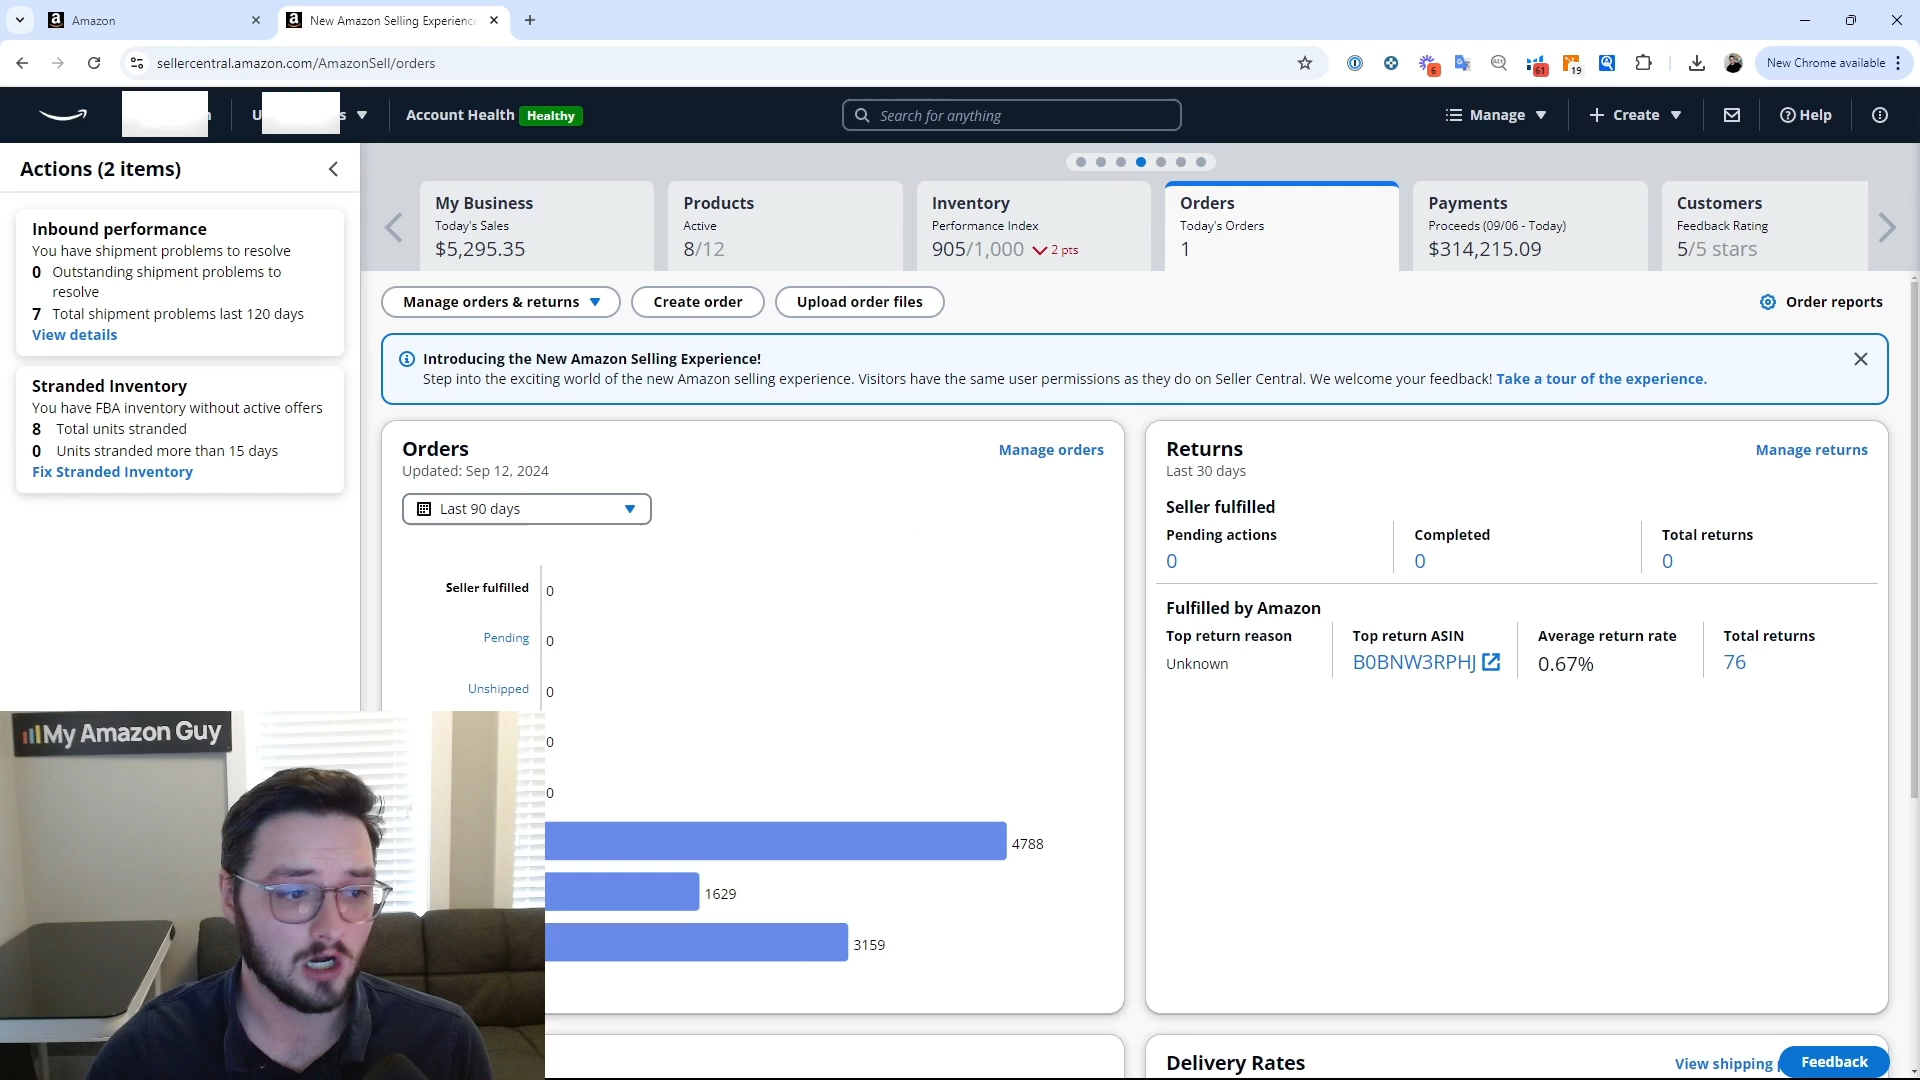 Amazon
New Amazon Selling Experience
sellercentral.amazon.com/AmazonSell/orders
6
61
19
New Chrome available
Account Health Healthy
Search for anything
Manage
Create
Help
Actions (2 items)
Inbound performance
You have shipment problems to resolve
0 Outstanding shipment problems to
resolve
7 Total shipment problems last 120 days
View details
Stranded Inventory
You have FBA inventory without active offers
8 Total units stranded
0 Units stranded more than 15 days
Fix Stranded Inventory
My Business
Today's Sales
$5,295.35
Products
Active
8/12
Inventory
Performance Index
905/1,000 2 pts
Orders
Today's Orders
1
Payments
Proceeds (09/06 - Today)
$314,215.09
Customers
Feedback Rating
5/5 stars
Manage orders & returns
Create order
Upload order files
Order reports
Introducing the New Amazon Selling Experience!
Step into the exciting world of the new Amazon selling experience. Visitors have the same user permissions as they do on Seller Central. We welcome your feedback! Take a tour of the experience.
Orders
Manage orders
Updated: Sep 12, 2024
Last 90 days
Seller fulfilled 0
Pending 0
Unshipped 0
0
0
4788
1629
3159
Returns
Manage returns
Last 30 days
Seller fulfilled
Pending actions
0
Completed
0
Total returns
0
Fulfilled by Amazon
Top return reason
Unknown
Top return ASIN
B0BNW3RPHJ
Average return rate
0.67%
Total returns
76
Delivery Rates
View shipping
Feedback
My Amazon Guy